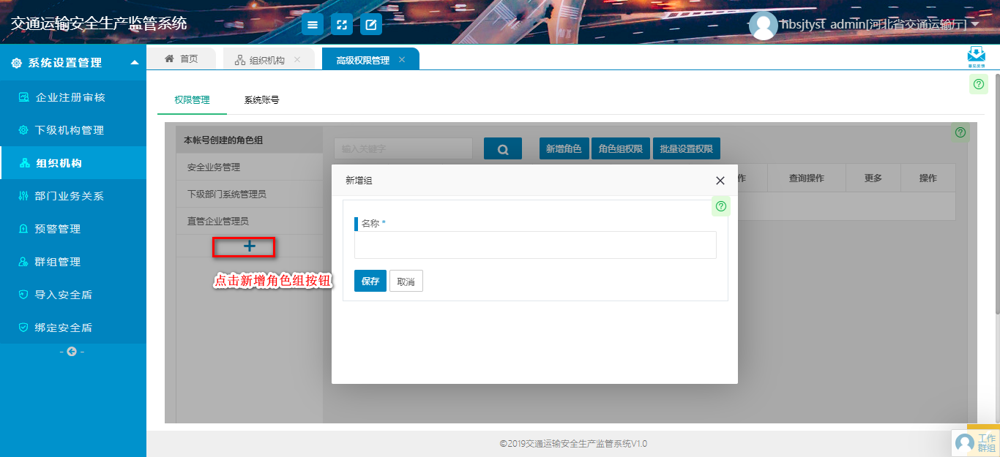 交通运输安全生产监管系统
hbsjtyst_admin[河北省交通运输厅]
系统设置管理
企业注册审核
下级机构管理
组织机构
部门业务关系
预警管理
群组管理
导入安全盾
绑定安全盾
首页
组织机构
高级权限管理
意见反馈
权限管理
系统账号
本帐号创建的角色组
安全业务管理
下级部门系统管理员
直管企业管理员
点击新增角色组按钮
输入关键字
新增角色
角色组权限
批量设置权限
作
查询操作
更多
操作
新增组
名称 *
保存
取消
©2019交通运输安全生产监管系统V1.0
工作
群组